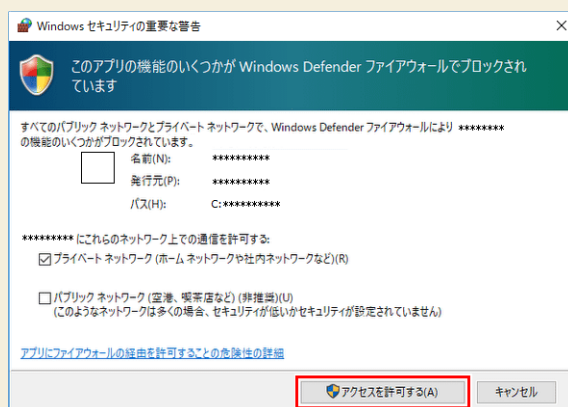 Windows セキュリティの重要な警告
このアプリの機能のいくつかが Windows Defender ファイアウォールでブロックされ
ています
すべてのパブリック ネットワークとプライベート ネットワークで、Windows Defender ファイアウォールにより ********
の機能のいくつかがブロックされています。
名前(N): **********
発行元(P): **********
パス(H): C:**********
********* にこれらのネットワーク上での通信を許可する:
プライベート ネットワーク (ホーム ネットワークや社内ネットワークなど)(R)
パブリック ネットワーク (空港、喫茶店など) (非推奨)(U)
(このようなネットワークは多くの場合、セキュリティが低いかセキュリティが設定されていません)
アプリにファイアウォールの経由を許可することの危険性の詳細
アクセスを許可する(A) キャンセル